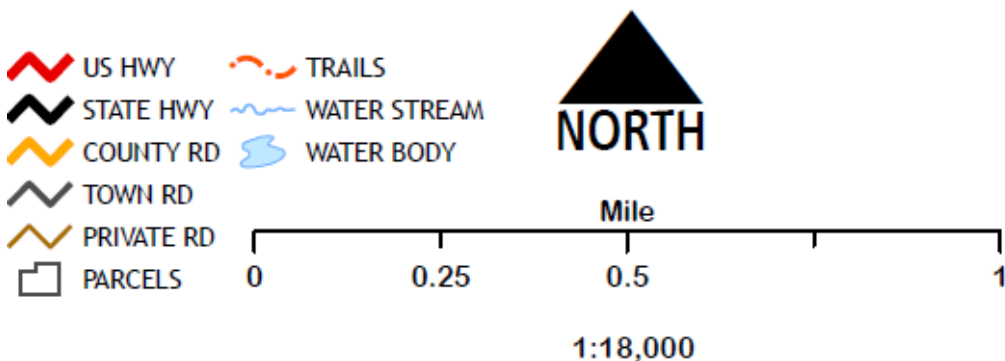 US HWY
STATE HWY
COUNTY RD
TOWN RD
PRIVATE RD
PARCELS
TRAILS
WATER STREAM
WATER BODY
NORTH
Mile
0 0.25 0.5 1
1:18,000